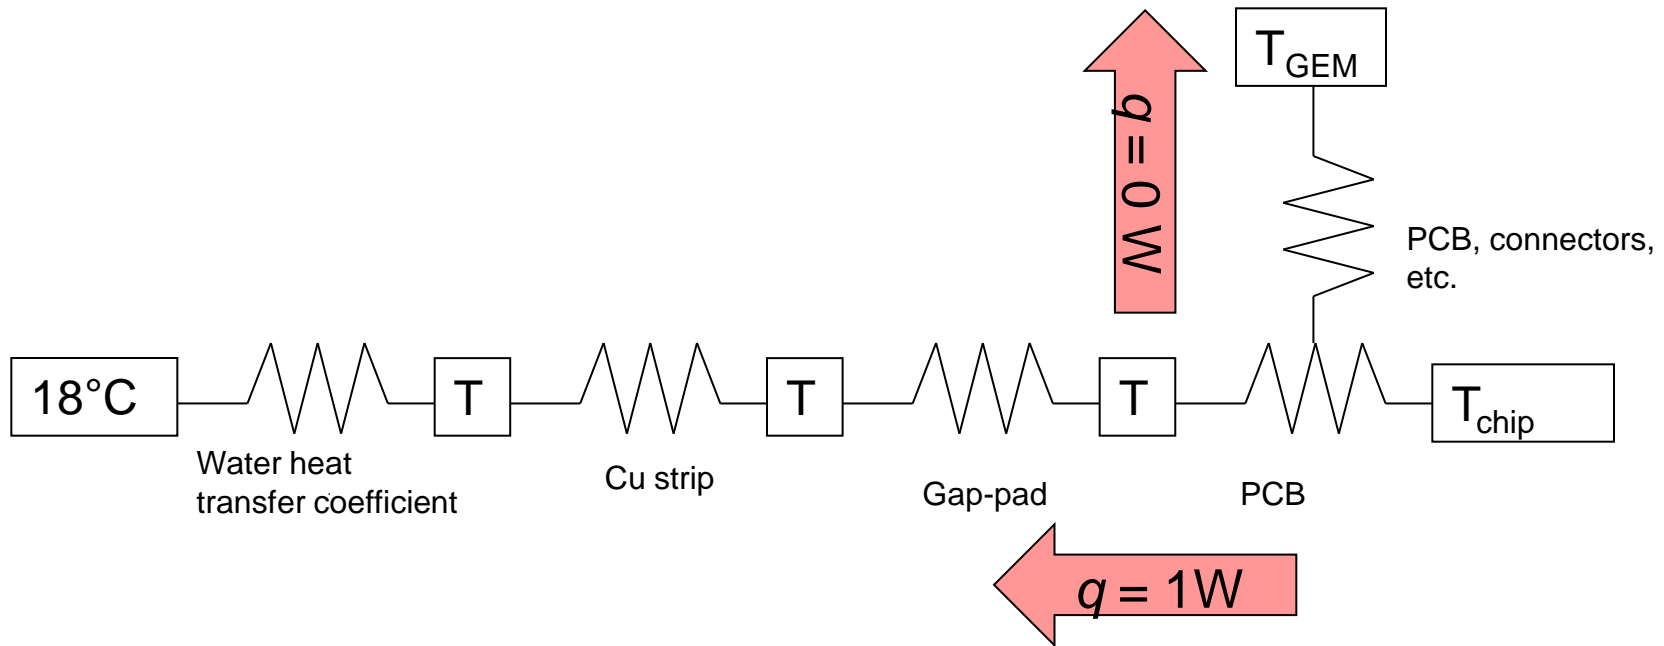 T_GEM
q = 0 W
PCB, connectors,
etc.
18°C
T
T
T
T_chip
Water heat
transfer coefficient
Cu strip
Gap-pad
PCB
q = 1W